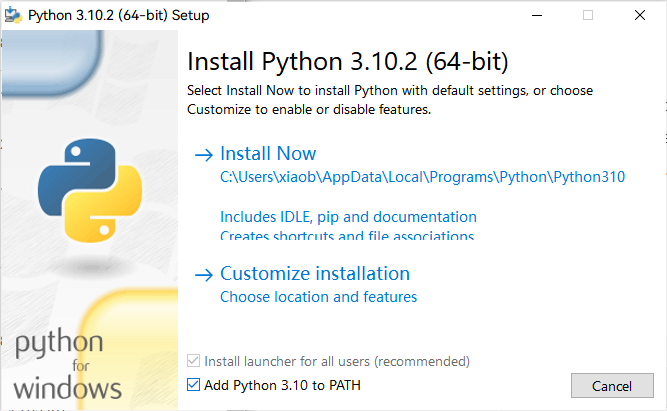 Python 3.10.2 (64-bit) Setup
Install Python 3.10.2 (64-bit)
Select Install Now to install Python with default settings, or choose
Customize to enable or disable features.
Install Now
C:\Users\xiaob\AppData\Local\Programs\Python\Python310
Includes IDLE, pip and documentation
Creates shortcuts and file associations
Customize installation
Choose location and features
Install launcher for all users (recommended)
Add Python 3.10 to PATH
Cancel
python
for
windows